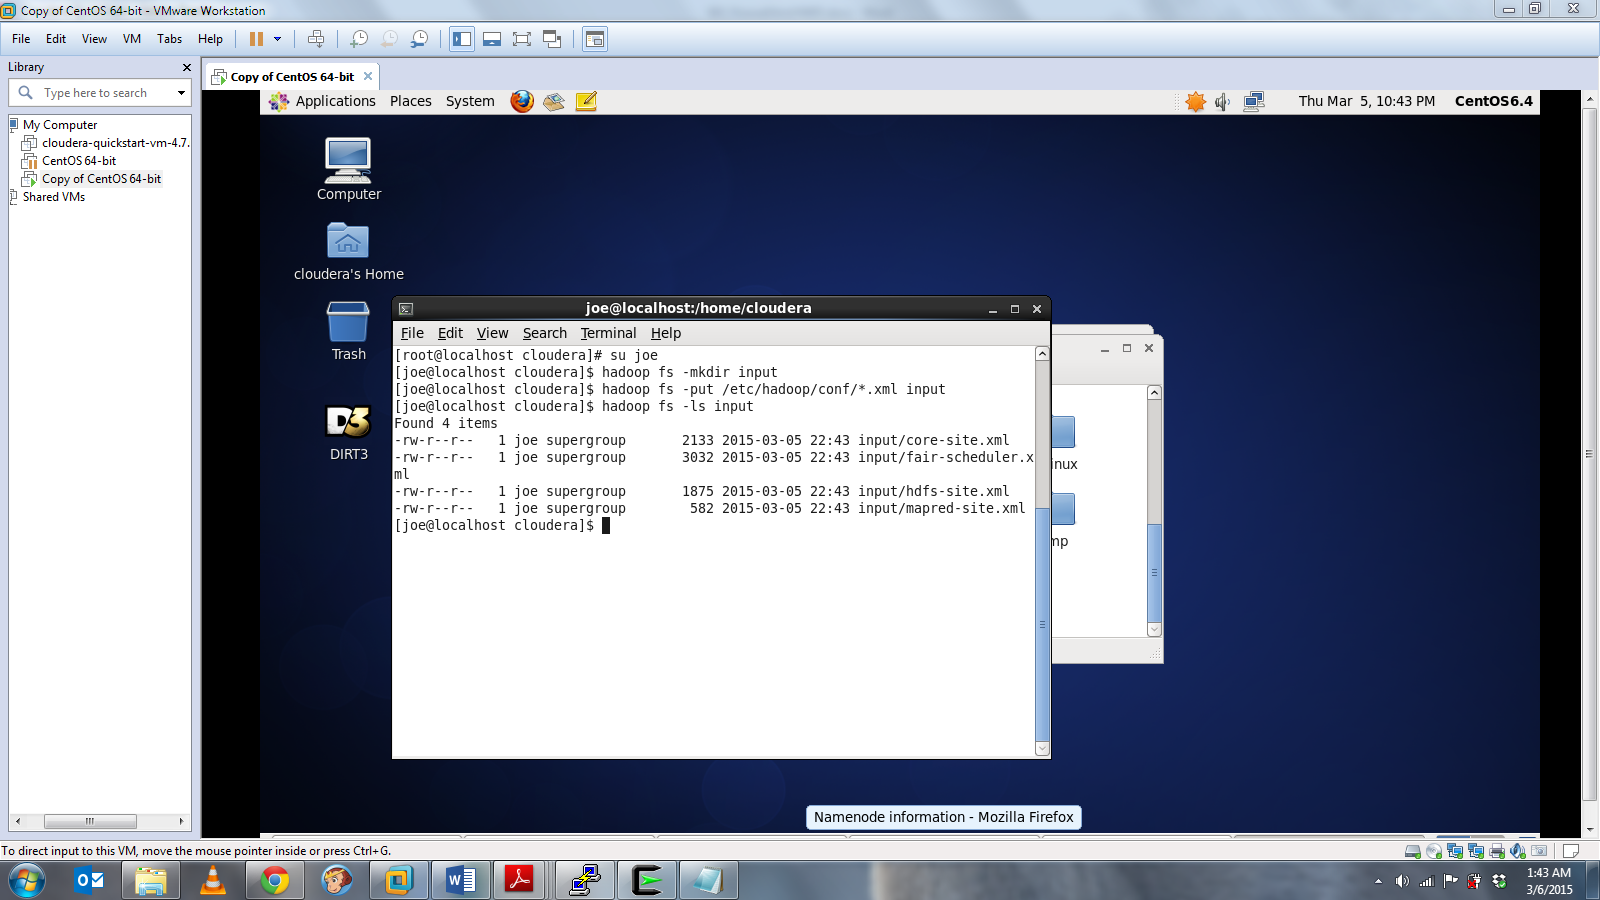 Copy of CentOS 64-bit - VMware Workstation
File Edit View VM Tabs Help
Library
Type here to search
My Computer
cloudera-quickstart-vm-4.7.
CentOS 64-bit
Copy of CentOS 64-bit
Shared VMs
Copy of CentOS 64-bit
Applications Places System
Thu Mar 5, 10:43 PM CentOS6.4
Computer
cloudera's Home
Trash
DiRT3
joe@localhost:/home/cloudera
File Edit View Search Terminal Help
[root@localhost cloudera]# su joe
[joe@localhost cloudera]$ hadoop fs -mkdir input
[joe@localhost cloudera]$ hadoop fs -put /etc/hadoop/conf/*.xml input
[joe@localhost cloudera]$ hadoop fs -ls input
Found 4 items
-rw-r--r-- 1 joe supergroup 2133 2015-03-05 22:43 input/core-site.xml
-rw-r--r-- 1 joe supergroup 3032 2015-03-05 22:43 input/fair-scheduler.x
ml
-rw-r--r-- 1 joe supergroup 1875 2015-03-05 22:43 input/hdfs-site.xml
-rw-r--r-- 1 joe supergroup 582 2015-03-05 22:43 input/mapred-site.xml
[joe@localhost cloudera]$
inux
mp
Namenode information - Mozilla Firefox
To direct input to this VM, move the mouse pointer inside or press Ctrl+G.
1:43 AM
3/6/2015